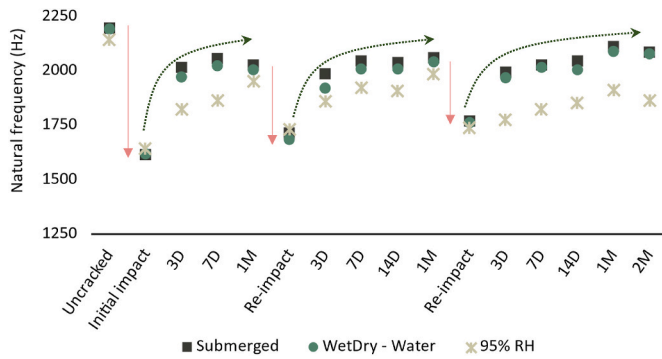 Natural frequency (Hz)
2250
2000
1750
1500
1250
Uncracked
Initial impact
3D
7D
1M
Re-impact
3D
7D
14D
1M
Re-impact
3D
7D
14D
1M
2M
Submerged
WetDry - Water
95% RH